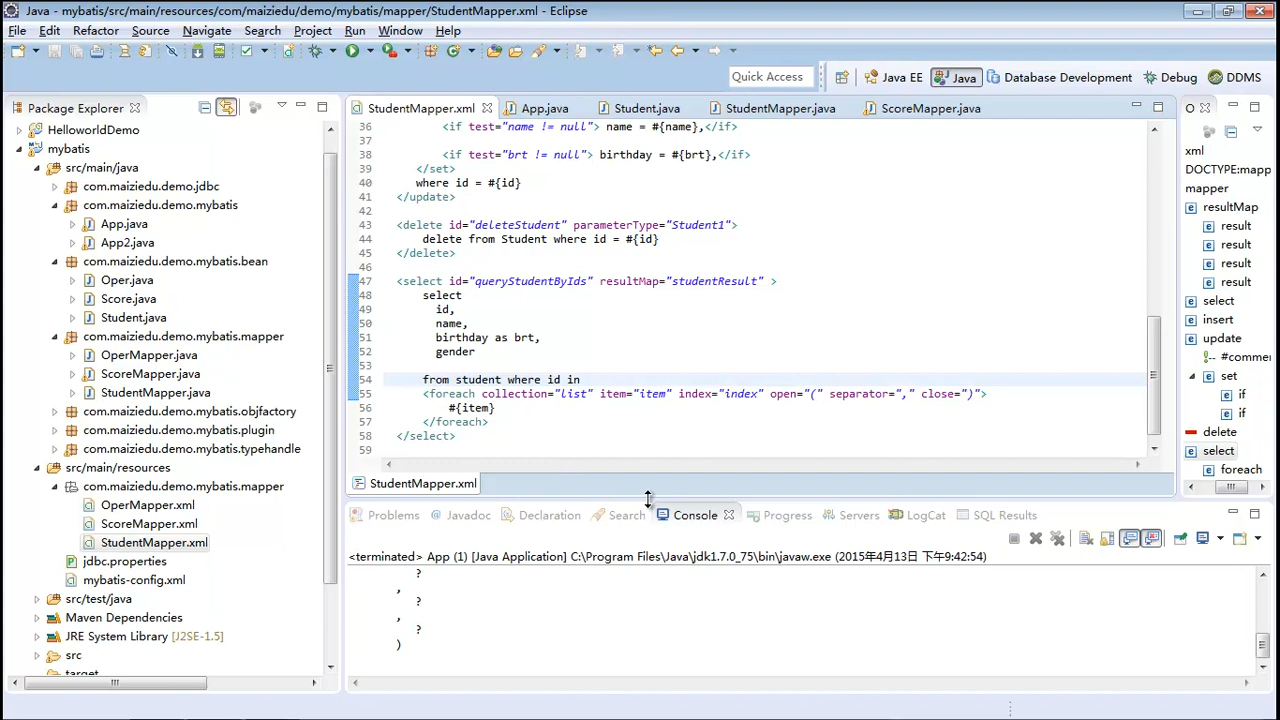 Java - mybatis/src/main/resources/com/maiziedu/demo/mybatis/mapper/StudentMapper.xml - Eclipse
File Edit Refactor Source Navigate Search Project Run Window Help
Quick Access Java EE Java Database Development Debug DDMS
Package Explorer
HelloworldDemo
mybatis
src/main/java
com.maiziedu.demo.jdbc
com.maiziedu.demo.mybatis
App.java
App2.java
com.maiziedu.demo.mybatis.bean
Oper.java
Score.java
Student.java
com.maiziedu.demo.mybatis.mapper
OperMapper.java
ScoreMapper.java
StudentMapper.java
com.maiziedu.demo.mybatis.objfactory
com.maiziedu.demo.mybatis.plugin
com.maiziedu.demo.mybatis.typehandle
src/main/resources
com.maiziedu.demo.mybatis.mapper
OperMapper.xml
ScoreMapper.xml
StudentMapper.xml
jdbc.properties
mybatis-config.xml
src/test/java
Maven Dependencies
JRE System Library [J2SE-1.5]
src
target
StudentMapper.xml App.java Student.java StudentMapper.java ScoreMapper.java
36 <if test="name != null"> name = #{name},</if>
37
38 <if test="brt != null"> birthday = #{brt},</if>
39 </set>
40 where id = #{id}
41 </update>
42
43 <delete id="deleteStudent" parameterType="Student1">
44 delete from Student where id = #{id}
45 </delete>
46
47 <select id="queryStudentByIds" resultMap="studentResult" >
48 select
49 id,
50 name,
51 birthday as brt,
52 gender
53
54 from student where id in
55 <foreach collection="list" item="item" index="index" open="(" separator="," close=")">
56 #{item}
57 </foreach>
58 </select>
59
StudentMapper.xml
O
xml
DOCTYPE:mapp
mapper
resultMap
result
result
result
result
select
insert
update
#comme
set
if
if
delete
select
foreach
Problems Javadoc Declaration Search Console Progress Servers LogCat SQL Results
<terminated> App (1) [Java Application] C:\Program Files\Java\jdk1.7.0_75\bin\javaw.exe (2015年4月13日 下午9:42:54)
?
,
?
,
?
)